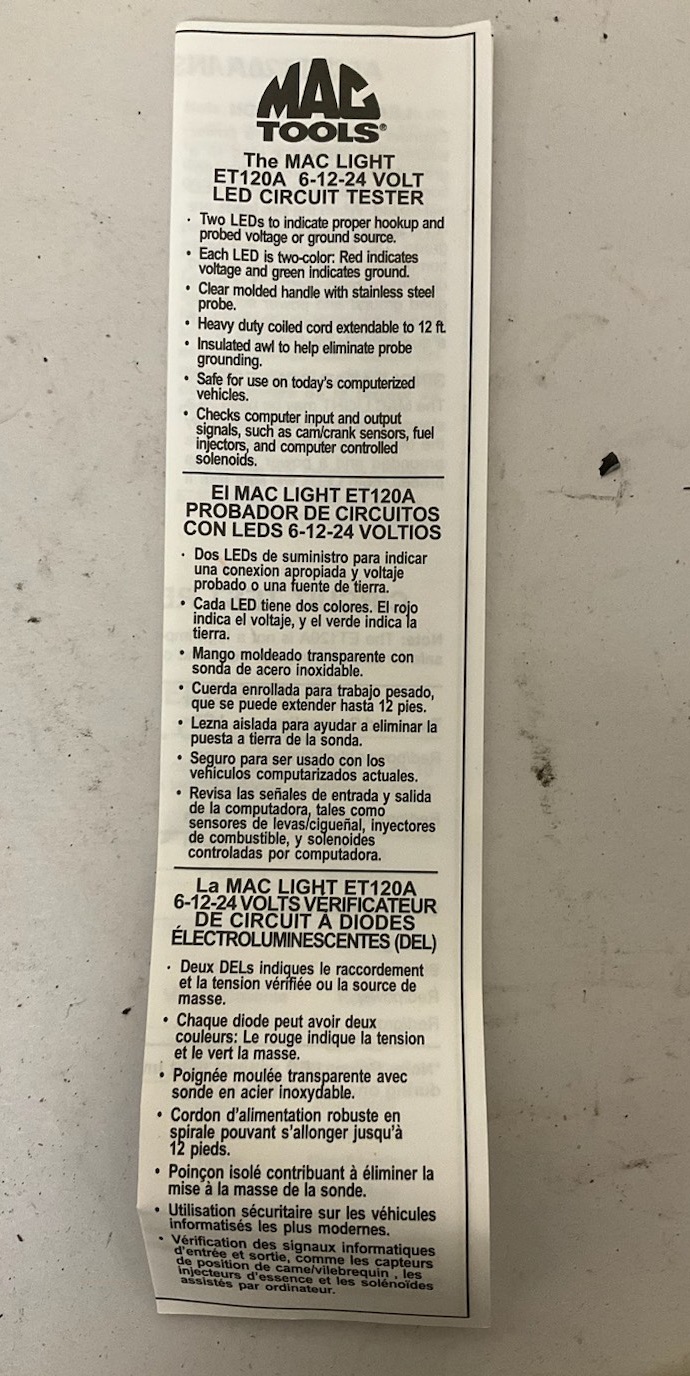 MAC
TOOLS®
The MAC LIGHT
ET120A 6-12-24 VOLT
LED CIRCUIT TESTER
· Two LEDs to indicate proper hookup and
probed voltage or ground source.
• Each LED is two-color: Red indicates
voltage and green indicates ground.
• Clear molded handle with stainless steel
probe.
• Heavy duty coiled cord extendable to 12 ft.
• Insulated awl to help eliminate probe
grounding.
• Safe for use on today's computerized
vehicles.
• Checks computer input and output
signals, such as cam/crank sensors, fuel
injectors, and computer controlled
solenoids.
El MAC LIGHT ET120A
PROBADOR DE CIRCUITOS
CON LEDS 6-12-24 VOLTIOS
· Dos LEDs de suministro para indicar
una conexion apropiada y voltaje
probado o una fuente de tierra.
• Cada LED tiene dos colores. El rojo
indica el voltaje, y el verde indica la
tierra.
• Mango moldeado transparente con
sonda de acero inoxidable.
• Cuerda enrollada para trabajo pesado,
que se puede extender hasta 12 pies.
• Lezna aislada para ayudar a eliminar la
puesta a tierra de la sonda.
• Seguro para ser usado con los
vehiculos computarizados actuales.
• Revisa las señales de entrada y salida
de la computadora, tales como
sensores de levas/cigueñal, inyectores
de combustible, y solenoides
controladas por computadora.
La MAC LIGHT ET120A
6-12-24 VOLTS VÉRIFICATEUR
DE CIRCUIT À DIODES
ÉLECTROLUMINESCENTES (DEL)
· Deux DELs indiques le raccordement
et la tension vérifiée ou la source de
masse.
• Chaque diode peut avoir deux
couleurs: Le rouge indique la tension
et le vert la masse.
• Poignée moulée transparente avec
sonde en acier inoxydable.
• Cordon d'alimentation robuste en
spirale pouvant s'allonger jusqu'à
12 pieds.
• Poinçon isolé contribuant à éliminer la
mise à la masse de la sonde.
• Utilisation sécuritaire sur les véhicules
informatisés les plus modernes.
• Vérification des signaux informatiques
d'entrée et sortie, comme les capteurs
de position de came/vilebrequin , les
injecteurs d'essence et les solénoïdes
assistés par ordinateur.